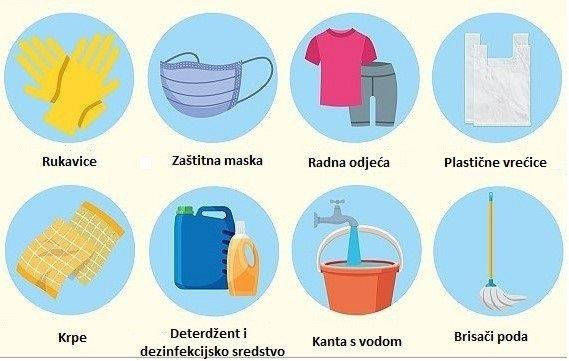 Rukavice
Zaštitna maska
Radna odjeća
Plastične vrećice
Krpe
Deterdžent i
dezinfekcijsko sredstvo
Kanta s vodom
Brisači poda